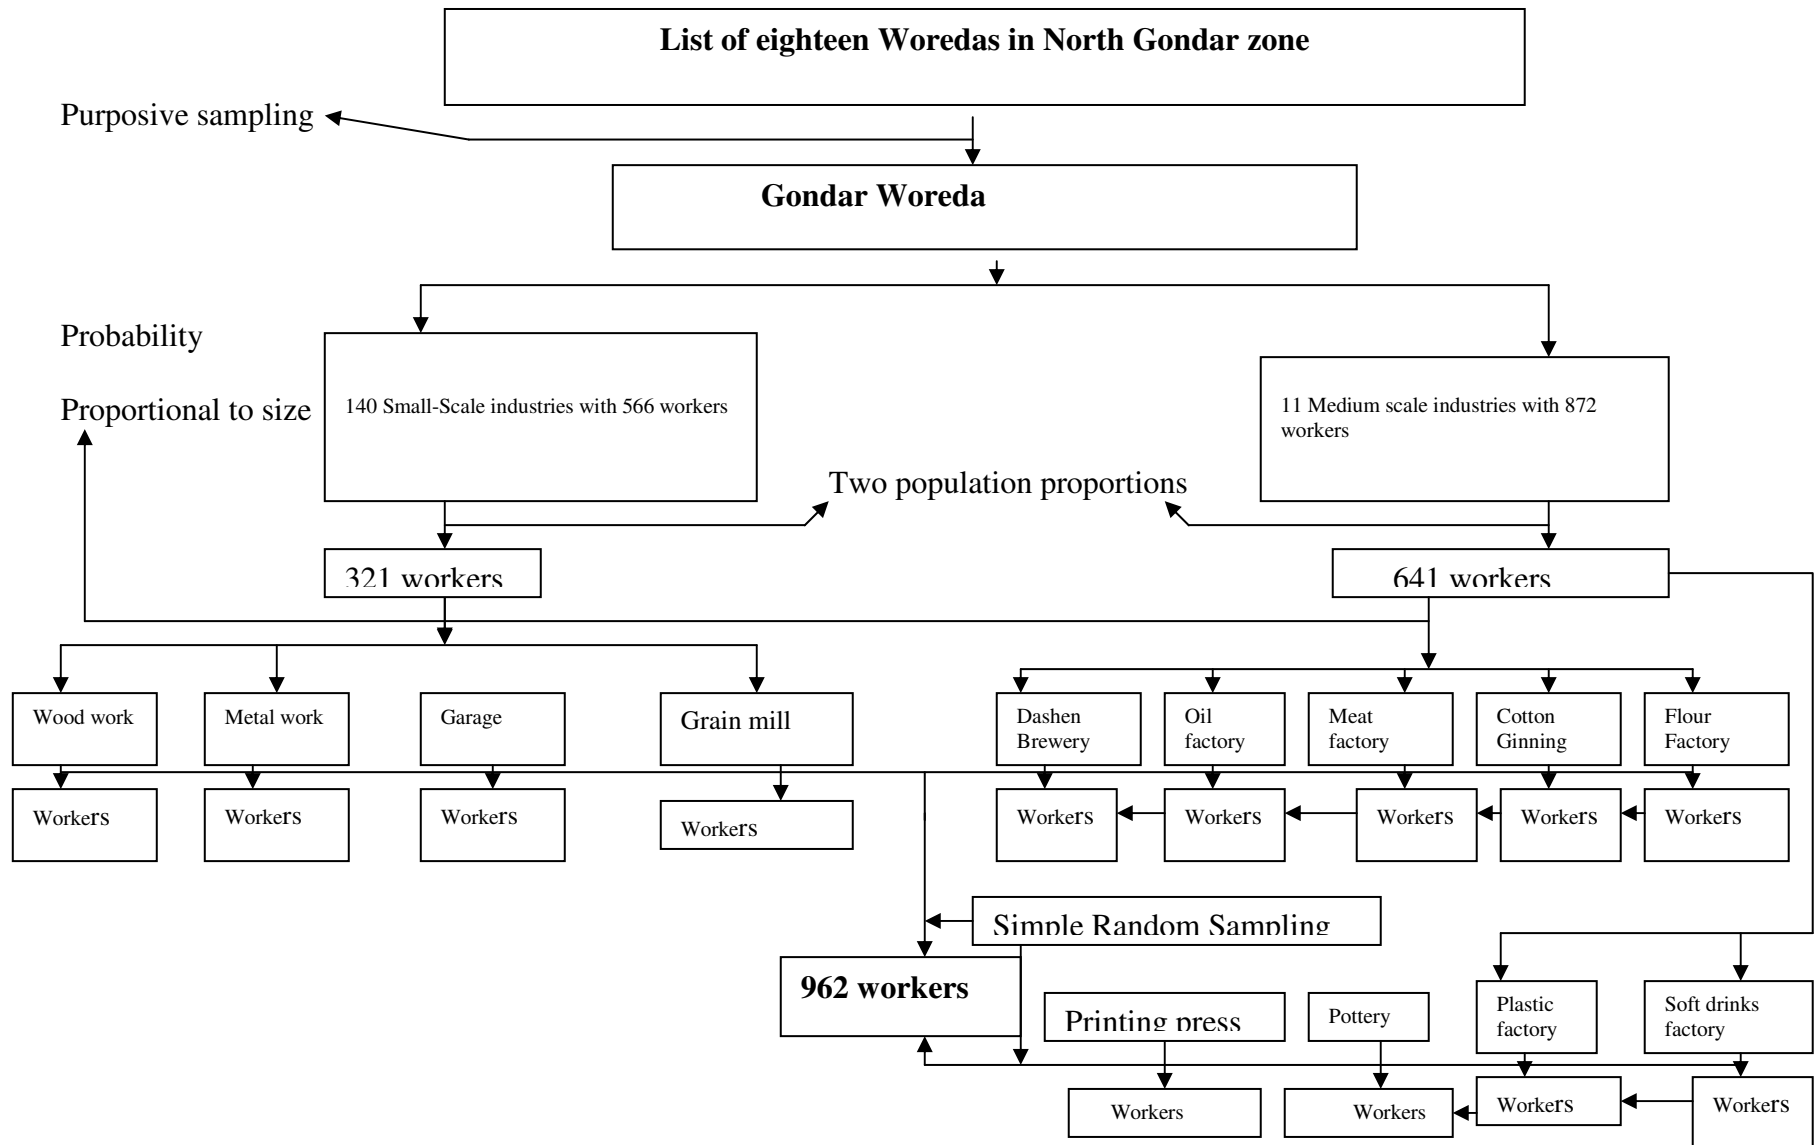 List of eighteen Woredas in North Gondar zone
Purposive sampling
Gondar Woreda
Probability
Proportional to size
140 Small-Scale industries with 566 workers
11 Medium scale industries with 872
workers
Two population proportions
321 workers
641 workers
Wood work
Metal work
Garage
Grain mill
Dashen
Brewery
Oil
factory
Meat
factory
Cotton
Ginning
Flour
Factory
Workers
Workers
Workers
Workers
Workers
Workers
Workers
Workers
Workers
Simple Random Sampling
962 workers
Printing press
Pottery
Plastic
factory
Soft drinks
factory
Workers
Workers
Workers
Workers